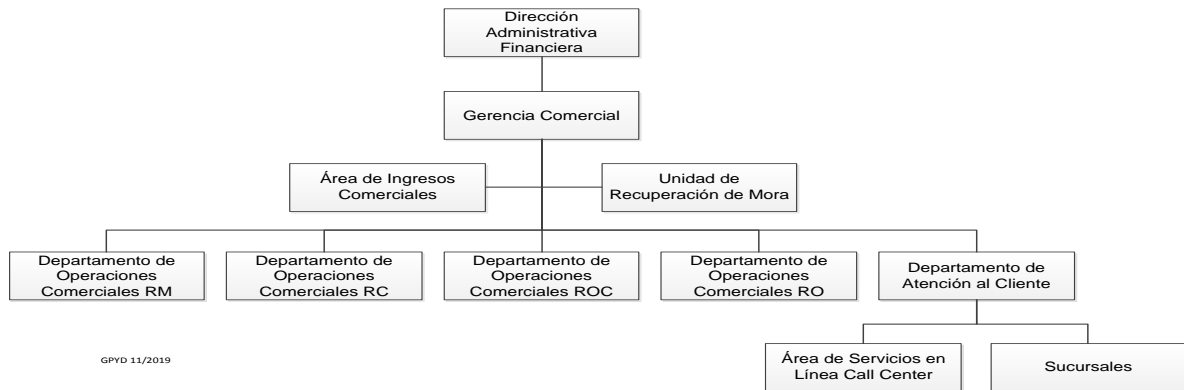 Dirección
Administrativa
Financiera
Gerencia Comercial
Área de Ingresos
Comerciales
Unidad de
Recuperación de Mora
Departamento de
Operaciones
Comerciales RM
Departamento de
Operaciones
Comerciales RC
Departamento de
Operaciones
Comerciales ROC
Departamento de
Operaciones
Comerciales RO
Departamento de
Atención al Cliente
Área de Servicios en
Línea Call Center
Sucursales
GPYD 11/2019